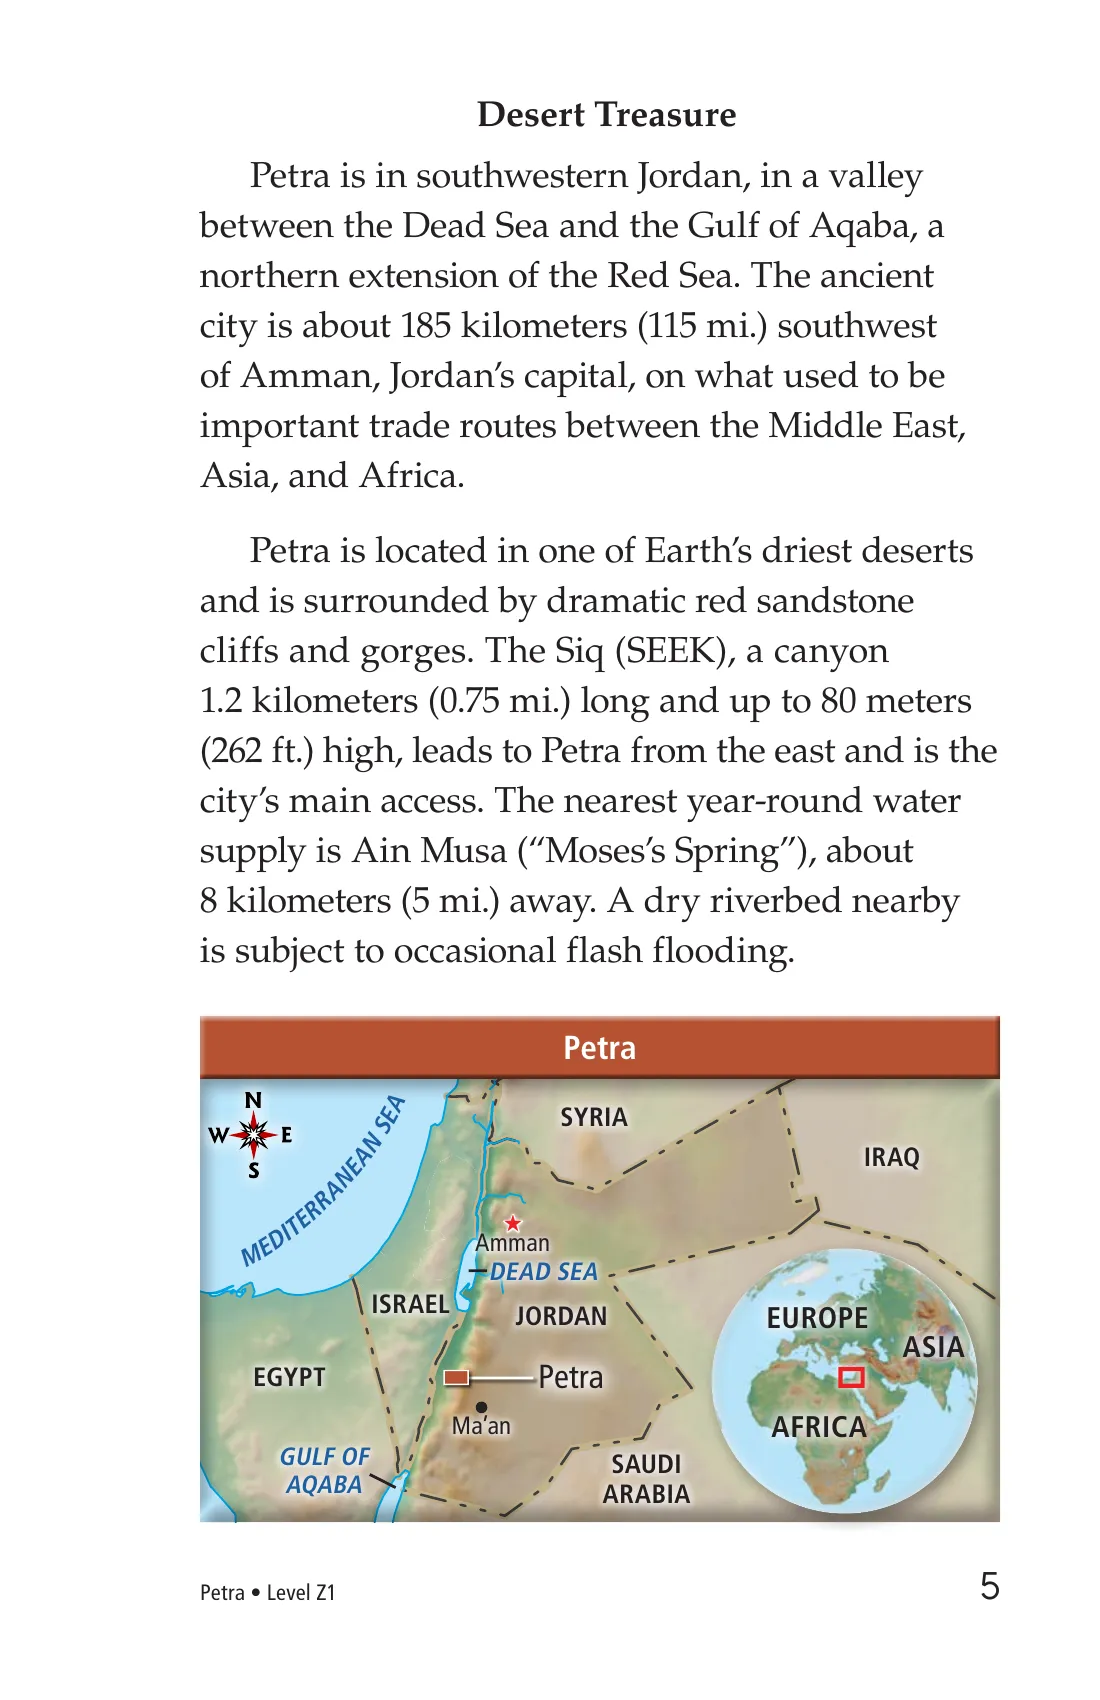 Desert Treasure
Petra is in southwestern Jordan, in a valley
between the Dead Sea and the Gulf of Aqaba, a
northern extension of the Red Sea. The ancient
city is about 185 kilometers (115 mi.) southwest
of Amman, Jordan’s capital, on what used to be
important trade routes between the Middle East,
Asia, and Africa.
Petra is located in one of Earth’s driest deserts
and is surrounded by dramatic red sandstone
cliffs and gorges. The Siq (SEEK), a canyon
1.2 kilometers (0.75 mi.) long and up to 80 meters
(262 ft.) high, leads to Petra from the east and is the
city’s main access. The nearest year-round water
supply is Ain Musa (“Moses’s Spring”), about
8 kilometers (5 mi.) away. A dry riverbed nearby
is subject to occasional flash flooding.
Petra
N
W E
S
MEDITERRANEAN SEA
SYRIA
IRAQ
Amman
DEAD SEA
ISRAEL
JORDAN
EGYPT
Petra
Ma’an
GULF OF
AQABA
SAUDI
ARABIA
EUROPE
ASIA
AFRICA
Petra • Level Z1
5